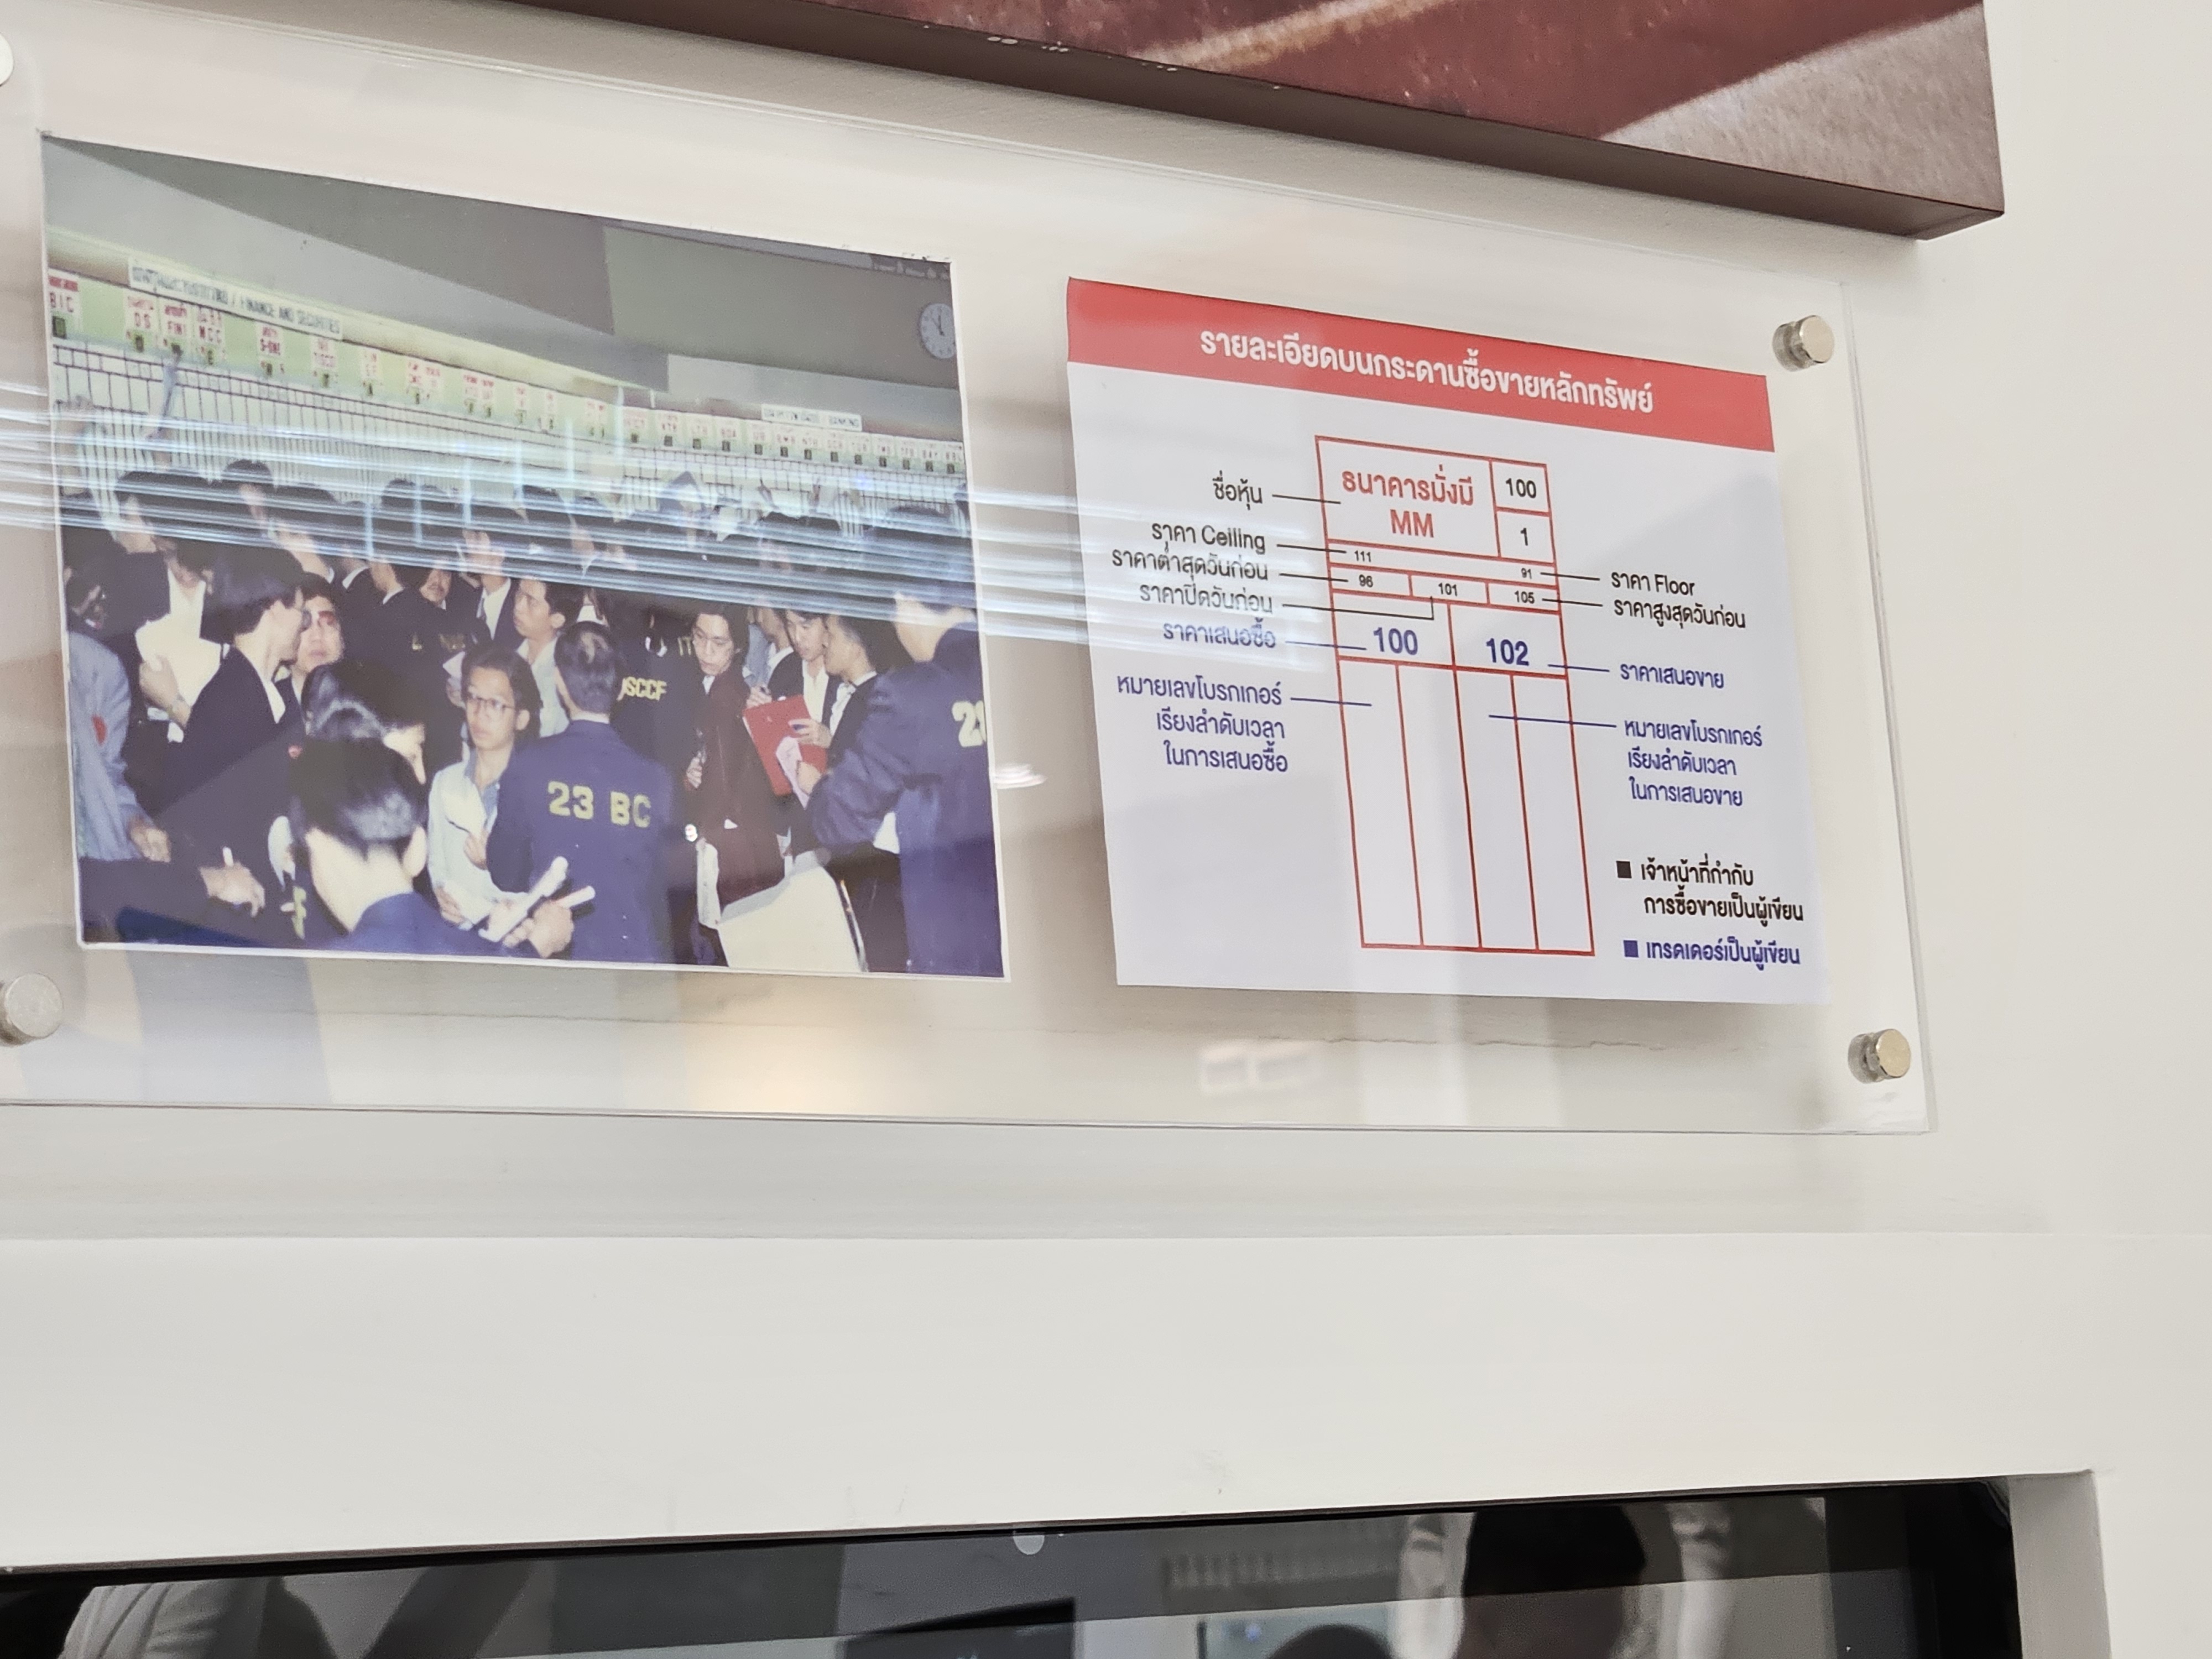 / FINANCE AND SECURITIES
BIC
DS
FIN1
MCC
S-ONE
TISCO
SCCF
23 BC
รายละเอียดบนกระดานซื้อขายหลักทรัพย์
ชื่อหุ้น
ธนาคารมั่งมี
MM
100
1
ราคา Ceiling
111
91
ราคา Floor
ราคาต่ำสุดวันก่อน
96
101
105
ราคาสูงสุดวันก่อน
ราคาปิดวันก่อน
ราคาเสนอซื้อ
100
102
ราคาเสนอขาย
หมายเลขโบรกเกอร์
เรียงลำดับเวลา
ในการเสนอซื้อ
หมายเลขโบรกเกอร์
เรียงลำดับเวลา
ในการเสนอขาย
เจ้าหน้าที่กำกับ
การซื้อขายเป็นผู้เขียน
เทรดเดอร์เป็นผู้เขียน